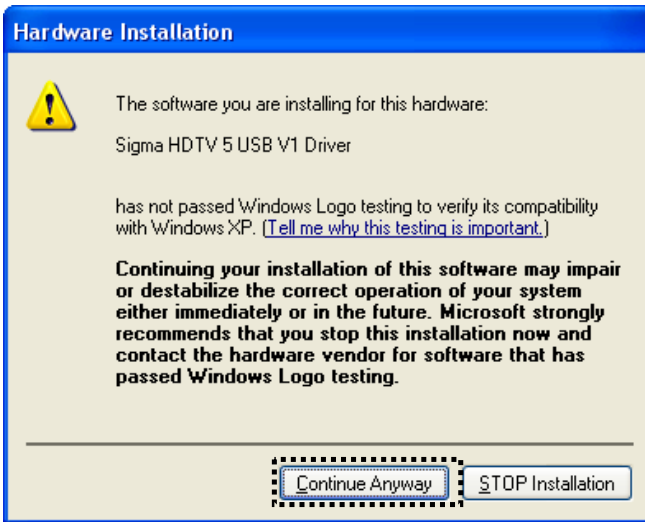 Hardware Installation
The software you are installing for this hardware:
Sigma HDTV 5 USB V1 Driver
has not passed Windows Logo testing to verify its compatibility
with Windows XP. (Tell me why this testing is important.)
Continuing your installation of this software may impair
or destabilize the correct operation of your system
either immediately or in the future. Microsoft strongly
recommends that you stop this installation now and
contact the hardware vendor for software that has
passed Windows Logo testing.
Continue Anyway STOP Installation